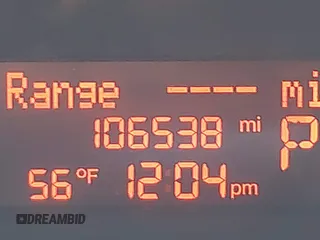 Range ---- mi
106538 mi P
56°F 12:04 pm
DREAMBID